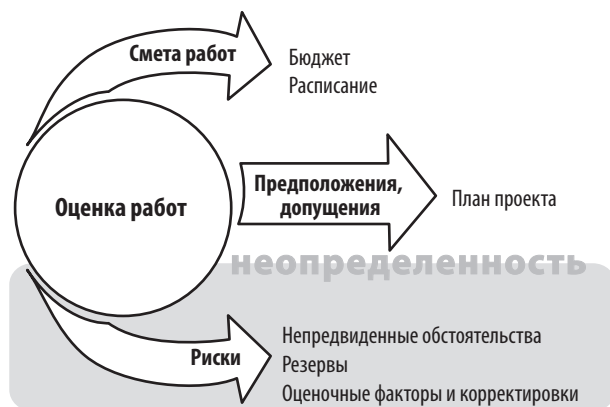 Смета работ
Бюджет
Расписание
Оценка работ
Предположения,
допущения
План проекта
неопределенность
Риски
Непредвиденные обстоятельства
Резервы
Оценочные факторы и корректировки